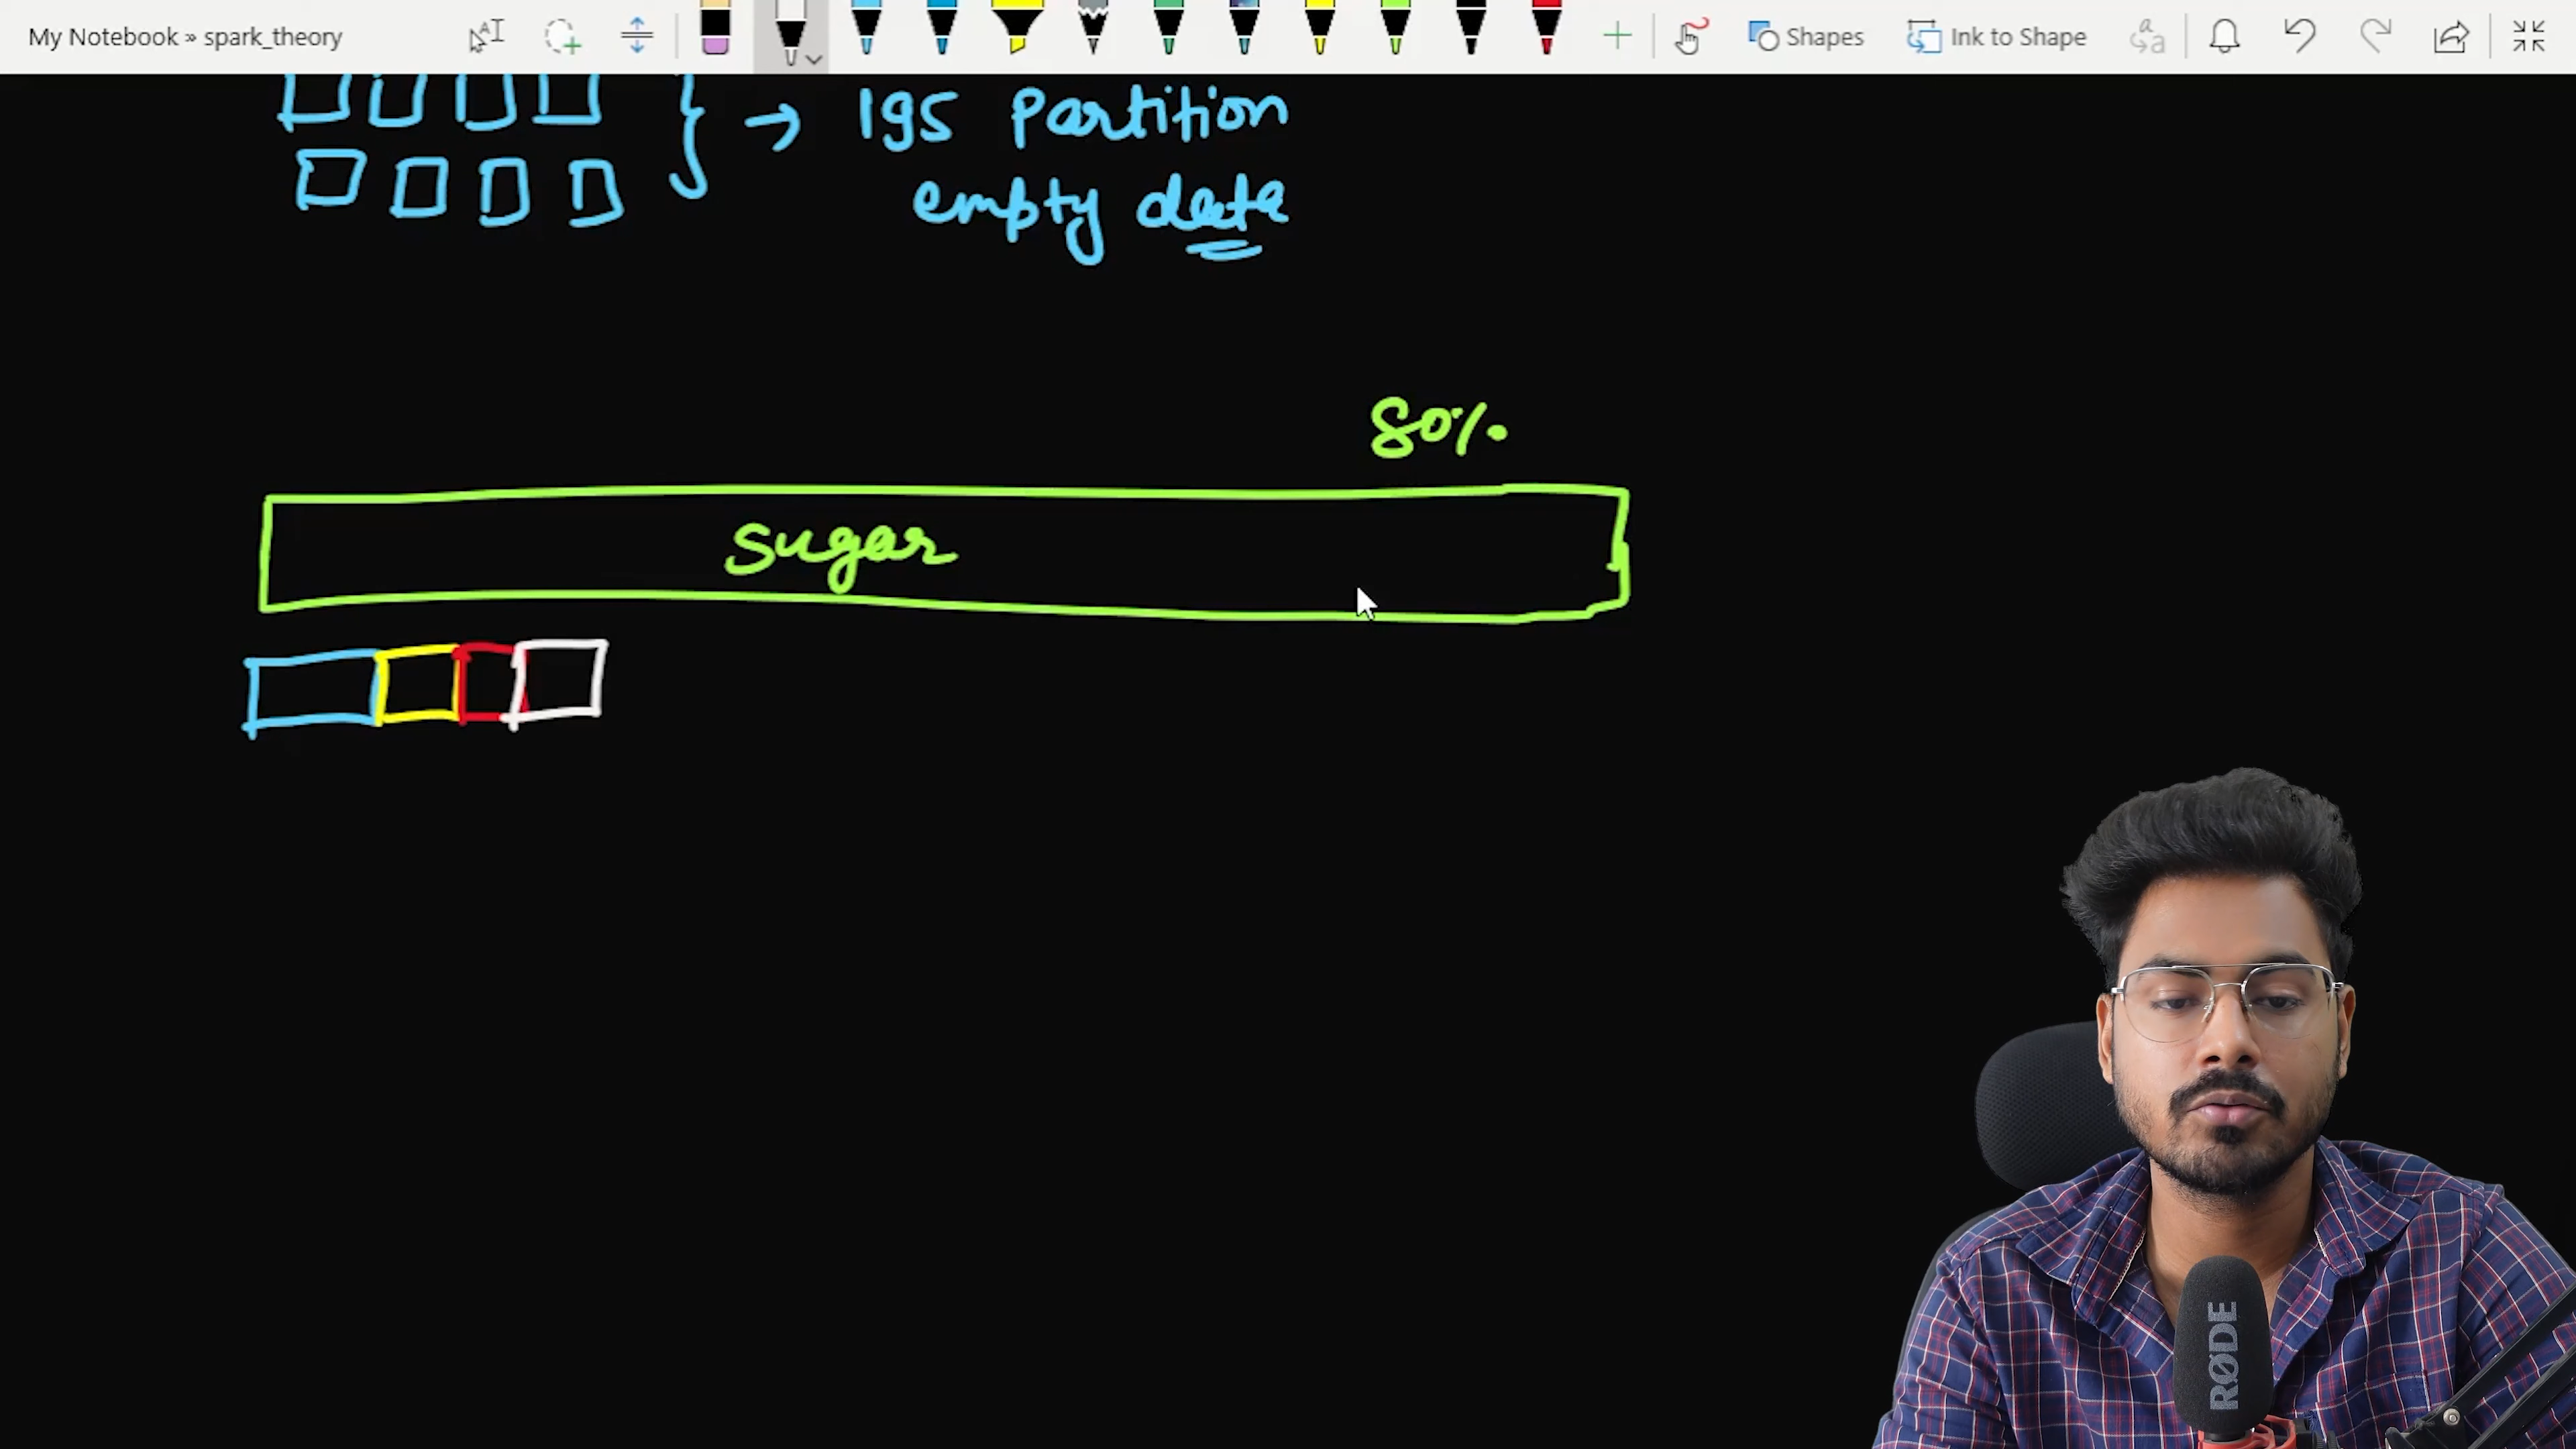 My Notebook » spark_theory
Shapes
Ink to Shape
→ 195 Partition
empty data
80%
Sugar
RØDE